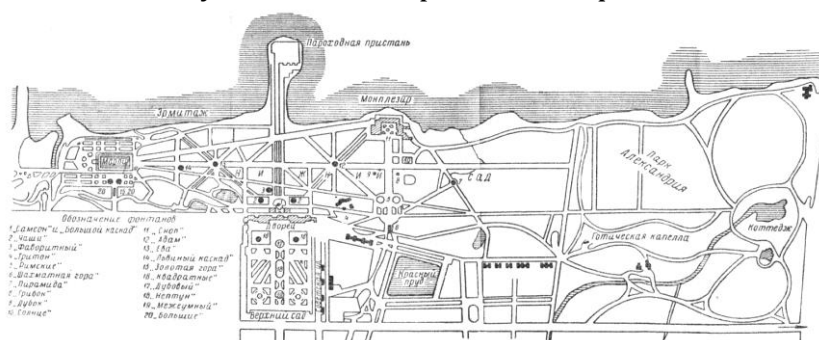 Пароходная пристань
Эрмитаж
Монплезир
Н И Ж Н И Й
САД
Парк
Александрия
Готическая капелла
Коттедж
Дворец
Красный
пруд
Верхний сад
Обозначение фонтанов
1 „Самсон" и „Большой каскад"
2 „Чаши"
3 „Фаворитный"
4 „Тритон"
5 „Римские"
6 „Шахматная гора"
7 „Пирамида"
8 „Грибок"
9 „Дубок"
10 „Солнце"
11 „Сноп"
12 „Адам"
13 „Ева"
14 „Львиный каскад"
15 „Золотая гора"
16 „Квадратные"
17 „Дубовый"
18 „Нептун"
19 „Межеумный"
20 „Большие"